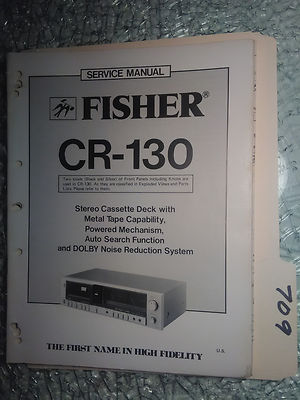 SERVICE MANUAL
FISHER®
CR-130
Two kinds (Black and Silver) of Front Panels including Knobs are
used in CR-130. As they are classified in Exploded Views and Parts
List, Please refer to them.
Stereo Cassette Deck with
Metal Tape Capability,
Powered Mechanism,
Auto Search Function
and DOLBY Noise Reduction System
THE FIRST NAME IN HIGH FIDELITY
U.S.
709